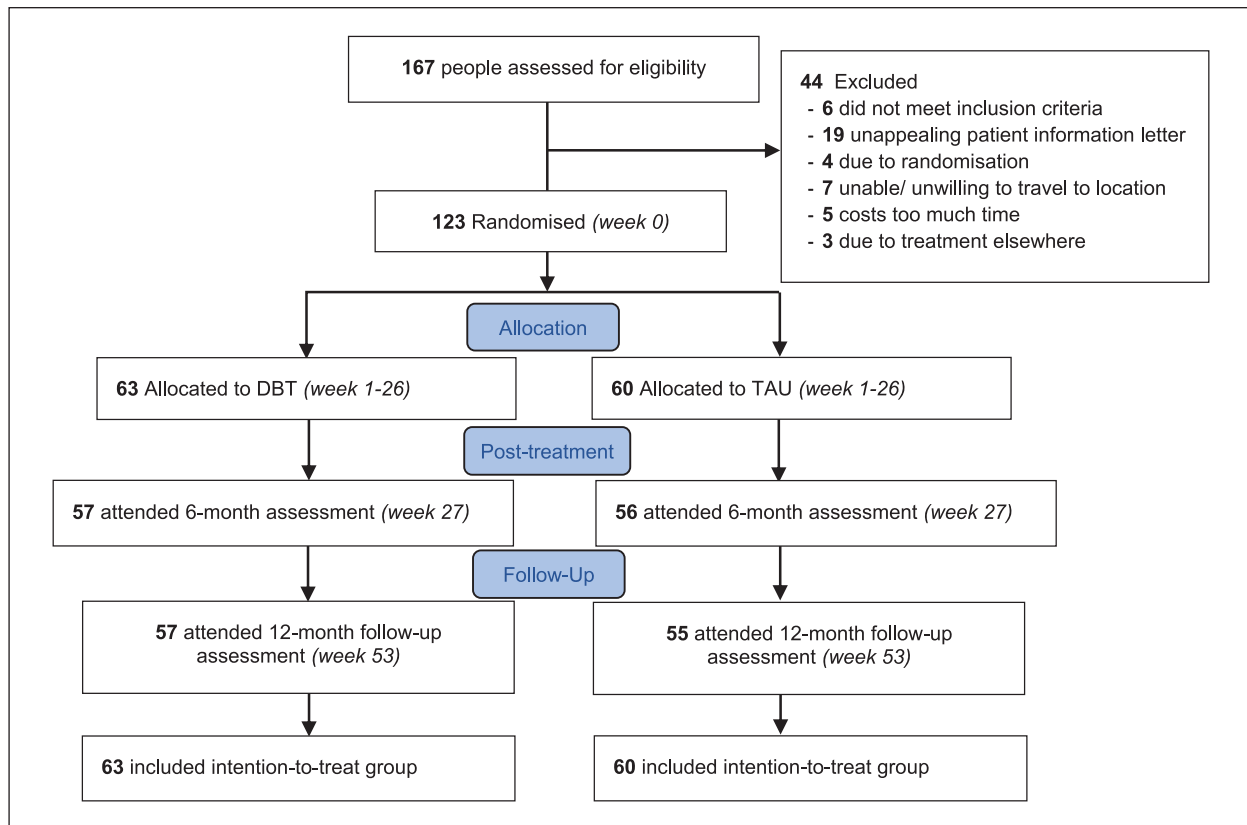 167 people assessed for eligibility
44 Excluded
- 6 did not meet inclusion criteria
- 19 unappealing patient information letter
- 4 due to randomisation
- 7 unable/ unwilling to travel to location
- 5 costs too much time
- 3 due to treatment elsewhere
123 Randomised (week 0)
Allocation
63 Allocated to DBT (week 1-26)
60 Allocated to TAU (week 1-26)
Post-treatment
57 attended 6-month assessment (week 27)
56 attended 6-month assessment (week 27)
Follow-Up
57 attended 12-month follow-up
assessment (week 53)
55 attended 12-month follow-up
assessment (week 53)
63 included intention-to-treat group
60 included intention-to-treat group